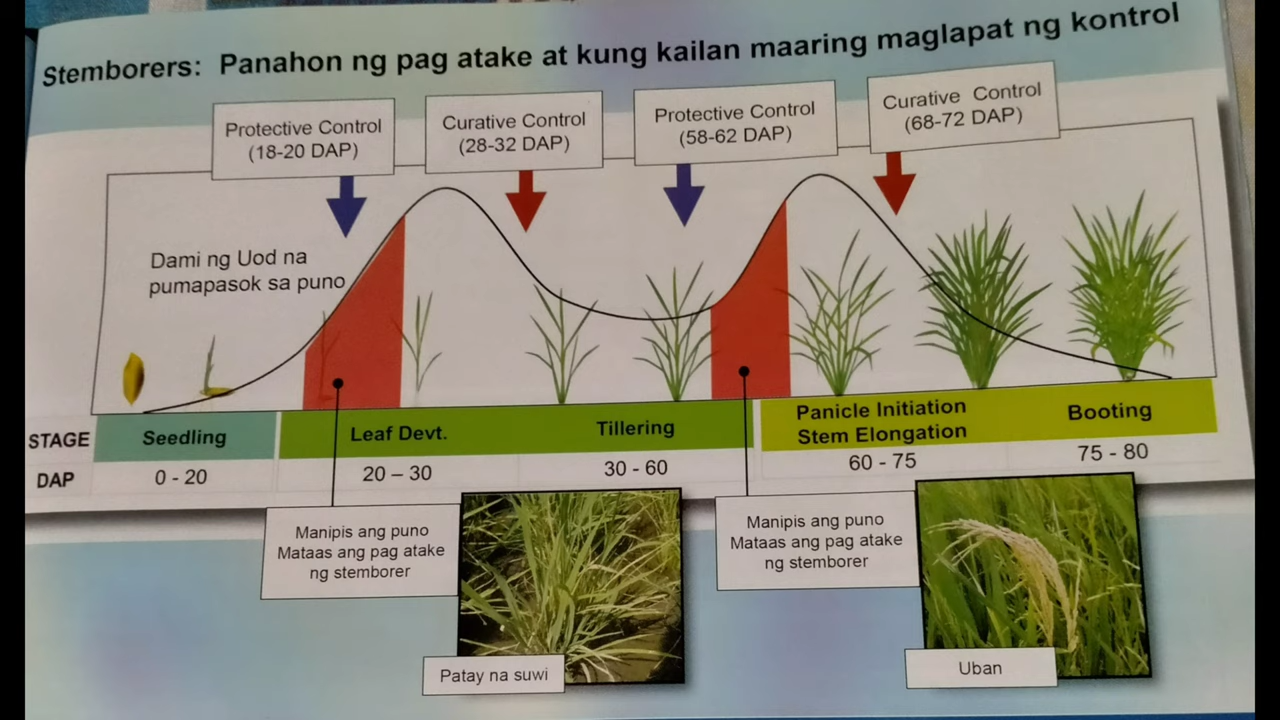 Stemborers: Panahon ng pag atake at kung kailan maaring maglapat ng kontrol
Protective Control
(18-20 DAP)
Curative Control
(28-32 DAP)
Protective Control
(58-62 DAP)
Curative Control
(68-72 DAP)
Dami ng Uod na
pumapasok sa puno
STAGE
Seedling
Leaf Devt.
Tillering
Panicle Initiation
Stem Elongation
Booting
DAP
0 - 20
20 – 30
30 - 60
60 - 75
75 - 80
Manipis ang puno
Mataas ang pag atake
ng stemborer
Manipis ang puno
Mataas ang pag atake
ng stemborer
Patay na suwi
Uban